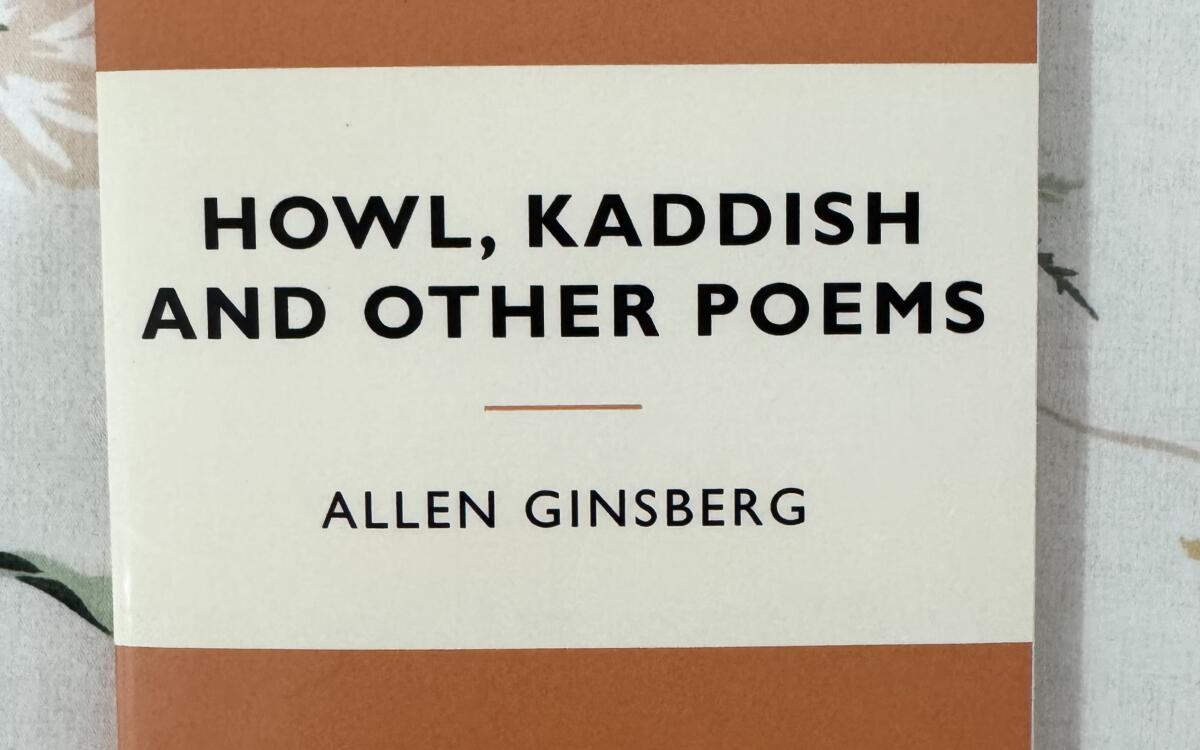 HOWL, KADDISH
AND OTHER POEMS
ALLEN GINSBERG